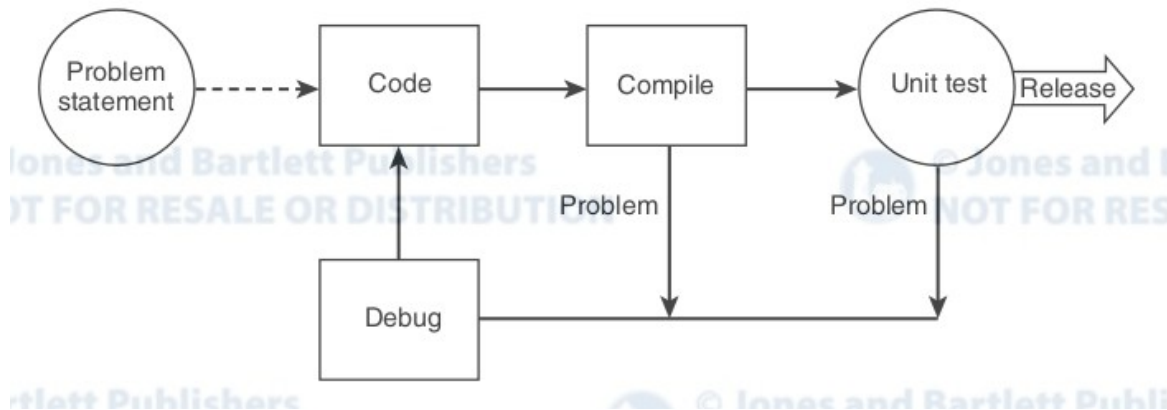 Problem
statement
Code
Compile
Unit test
Release
Jones and Bartlett Publishers
© Jones and
NOT FOR RESALE OR DISTRIBUTION
NOT FOR RES
Problem
Problem
Debug
rtlett Publishers
© Jones and Bartlett Publi